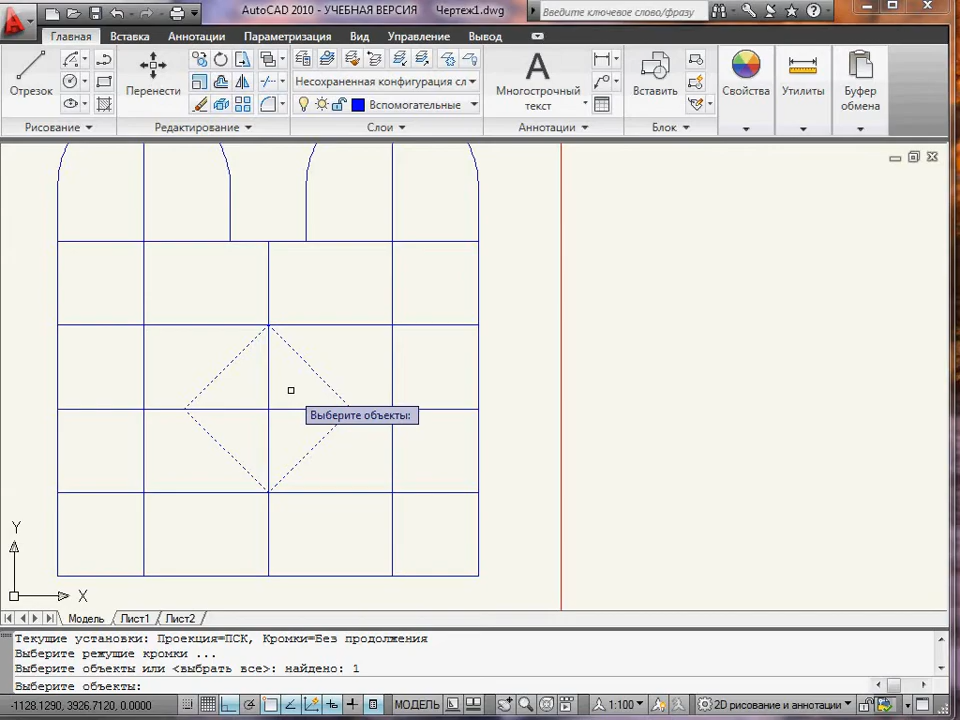 AutoCAD 2010 - УЧЕБНАЯ ВЕРСИЯ Чертеж1.dwg
Введите ключевое слово/фразу
Главная Вставка Аннотации Параметризация Вид Управление Вывод
Отрезок
Перенести
Несохраненная конфигурация сл
Вспомогательные
Многострочный
текст
Вставить
Свойства
Утилиты
Буфер
обмена
Рисование Редактирование Слои Аннотации Блок
Выберите объекты:
Y
X
Модель Лист1 Лист2
Текущие установки: Проекция=ПСК, Кромки=Без продолжения
Выберите режущие кромки ...
Выберите объекты или <выбрать все>: найдено: 1
Выберите объекты:
-1128.1290, 3926.7120, 0.0000 МОДЕЛЬ 1:100 2D рисование и аннотации